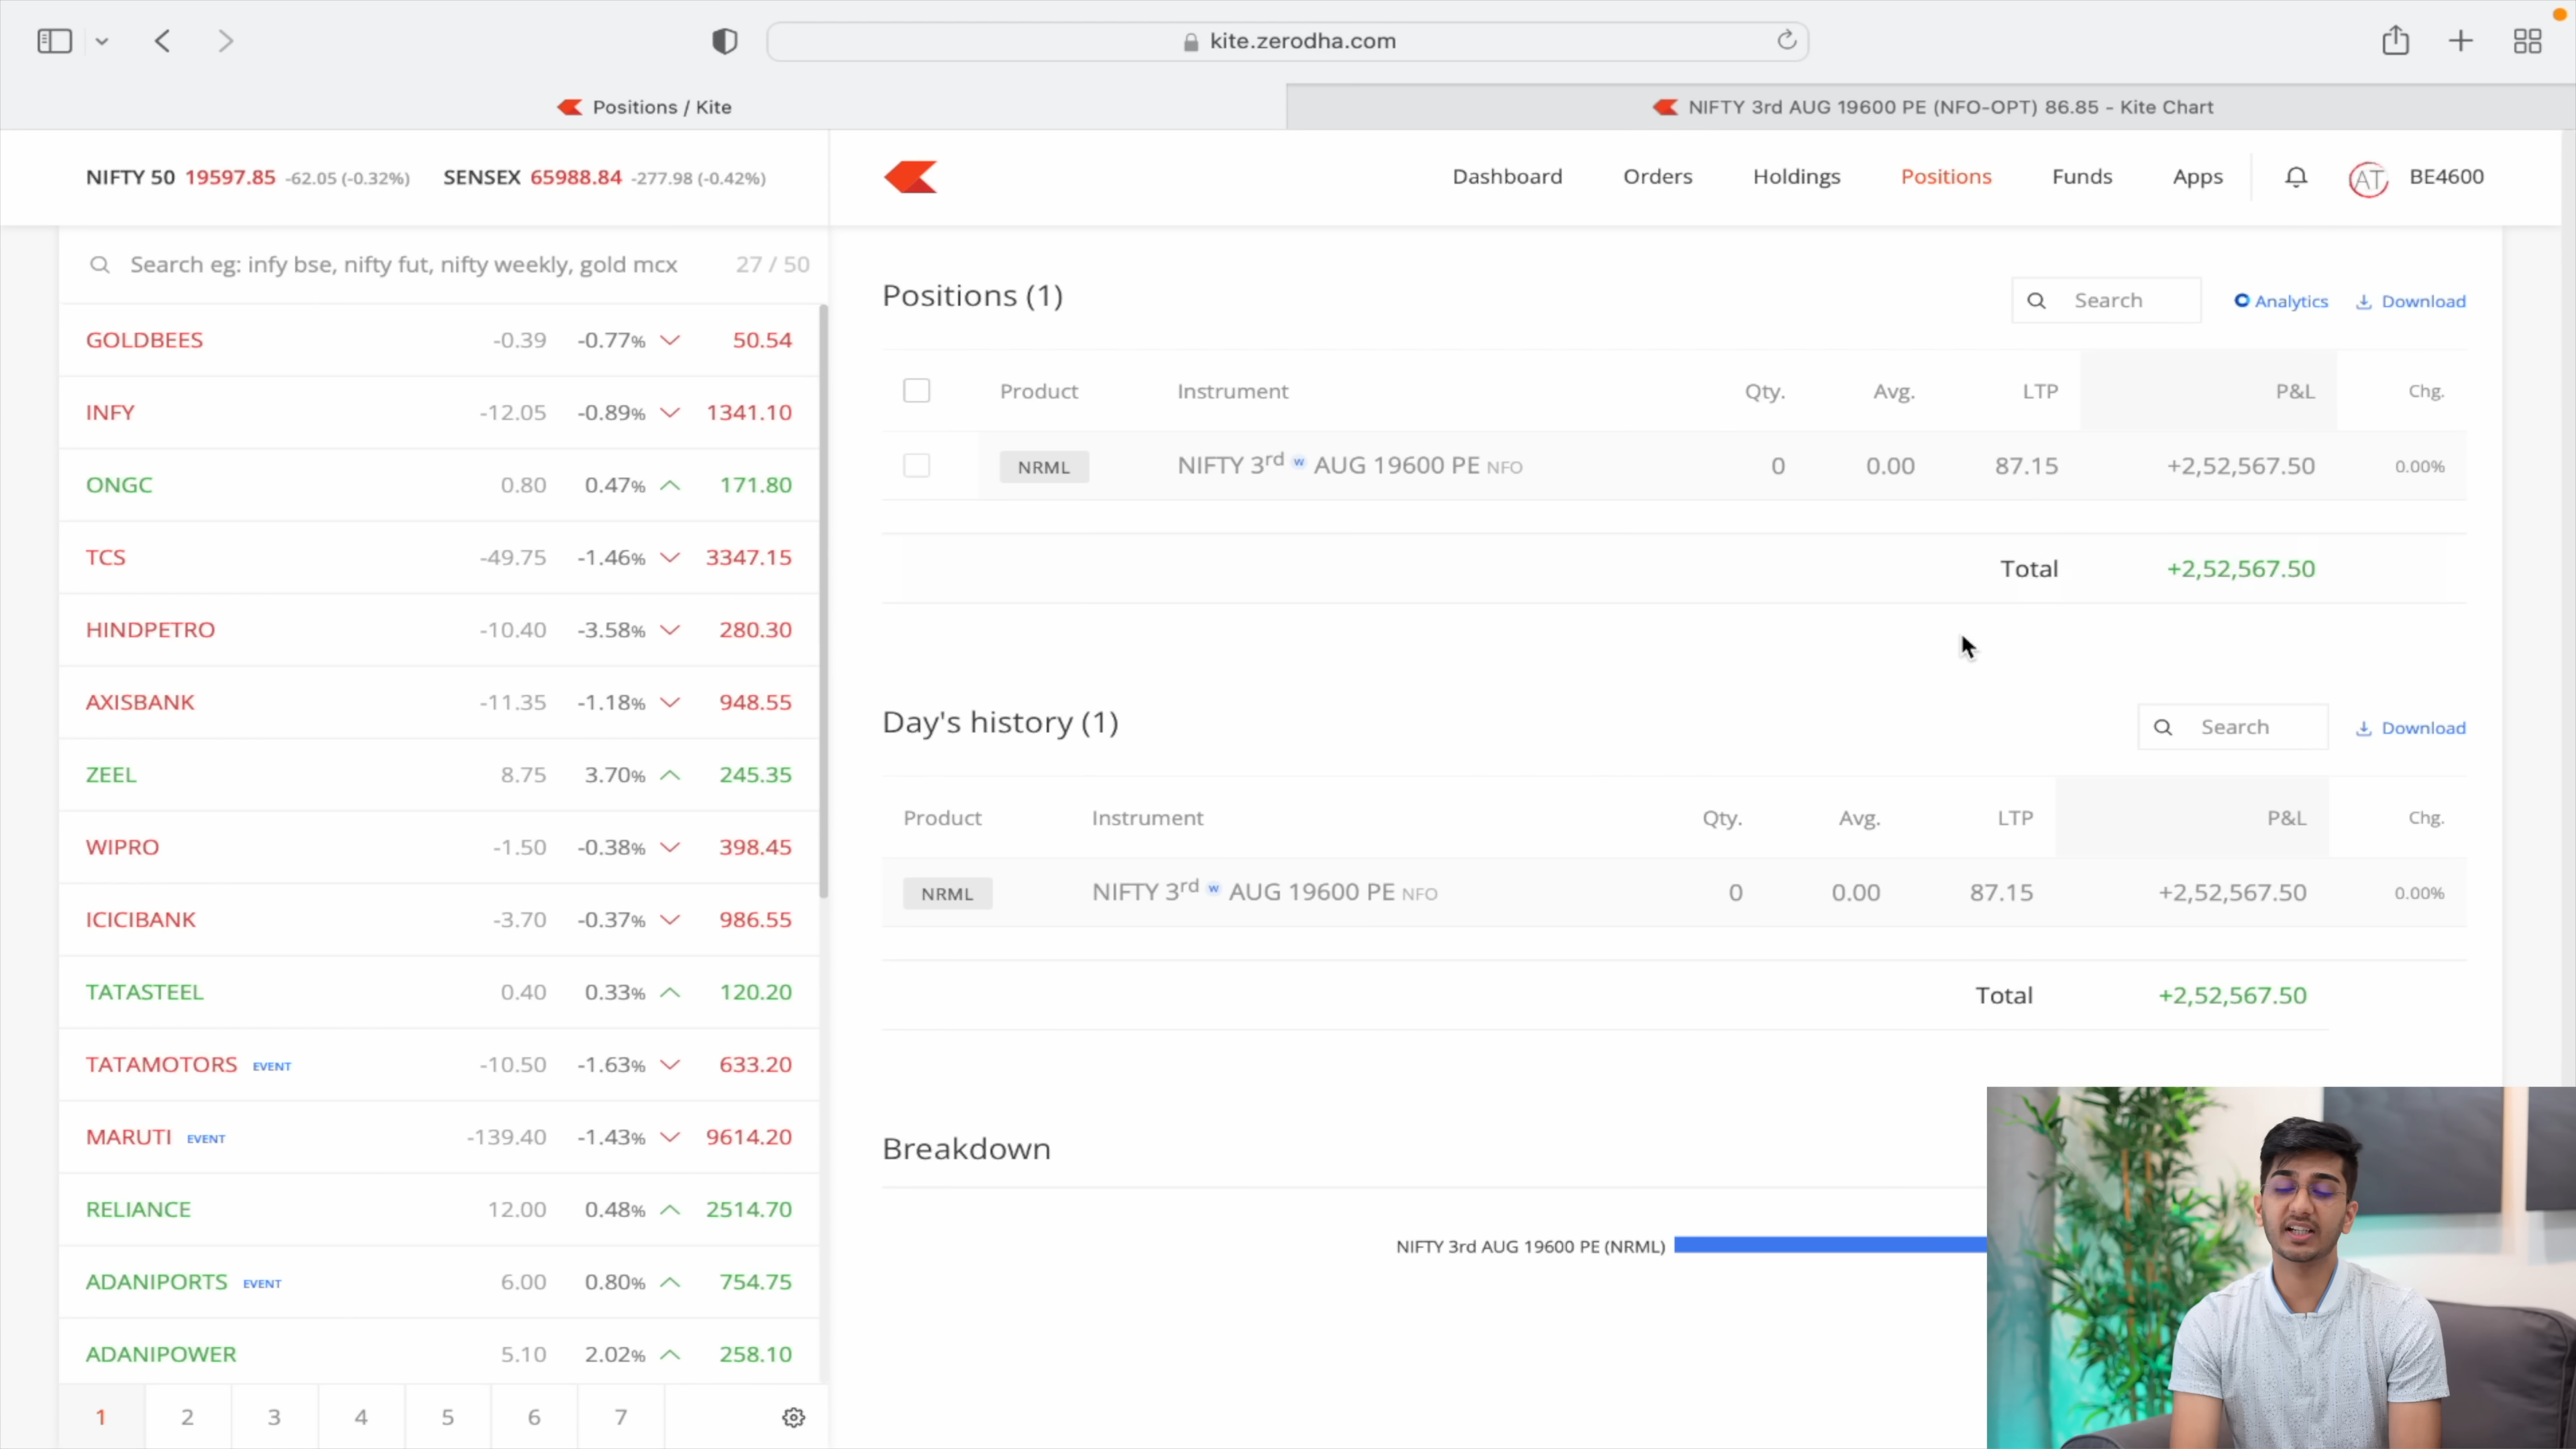 kite.zerodha.com
Positions / Kite
NIFTY 3rd AUG 19600 PE (NFO-OPT) 86.85 - Kite Chart
NIFTY 50 19597.85 -62.05 (-0.32%) SENSEX 65988.84 -277.98 (-0.42%)
Dashboard Orders Holdings Positions Funds Apps AT BE4600
Search eg: infy bse, nifty fut, nifty weekly, gold mcx 27 / 50
GOLDBEES -0.39 -0.77% 50.54
INFY -12.05 -0.89% 1341.10
ONGC 0.80 0.47% 171.80
TCS -49.75 -1.46% 3347.15
HINDPETRO -10.40 -3.58% 280.30
AXISBANK -11.35 -1.18% 948.55
ZEEL 8.75 3.70% 245.35
WIPRO -1.50 -0.38% 398.45
ICICIBANK -3.70 -0.37% 986.55
TATASTEEL 0.40 0.33% 120.20
TATAMOTORS EVENT -10.50 -1.63% 633.20
MARUTI EVENT -139.40 -1.43% 9614.20
RELIANCE 12.00 0.48% 2514.70
ADANIPORTS EVENT 6.00 0.80% 754.75
ADANIPOWER 5.10 2.02% 258.10
1 2 3 4 5 6 7
Positions (1)
Search Analytics Download
Product Instrument Qty. Avg. LTP P&L Chg.
NRML NIFTY 3rd w AUG 19600 PE NFO 0 0.00 87.15 +2,52,567.50 0.00%
Total +2,52,567.50
Day's history (1)
Search Download
Product Instrument Qty. Avg. LTP P&L Chg.
NRML NIFTY 3rd w AUG 19600 PE NFO 0 0.00 87.15 +2,52,567.50 0.00%
Total +2,52,567.50
Breakdown
NIFTY 3rd AUG 19600 PE (NRML)